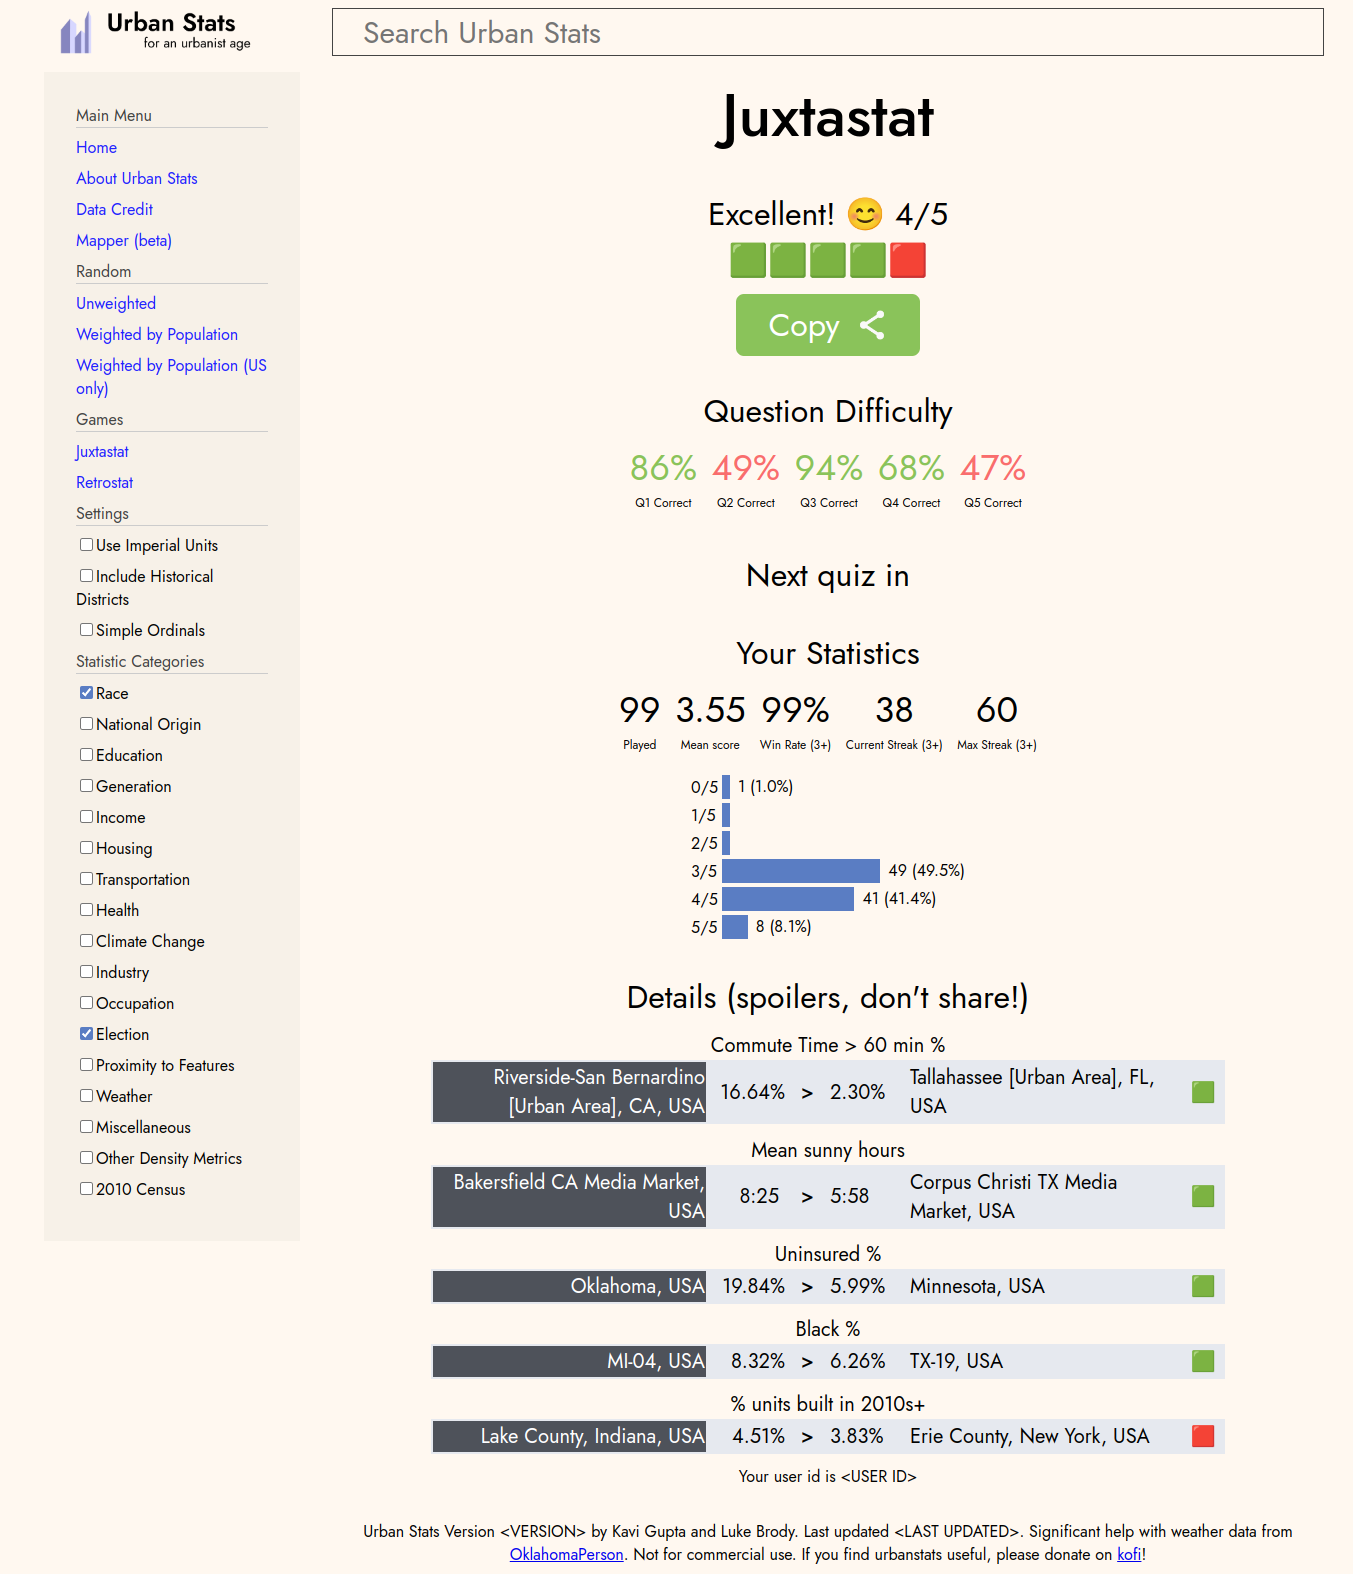 Urban Stats
for an urbanist age
Search Urban Stats
Main Menu
Home
About Urban Stats
Data Credit
Mapper (beta)
Random
Unweighted
Weighted by Population
Weighted by Population (US
only)
Games
Juxtastat
Retrostat
Settings
Use Imperial Units
Include Historical
Districts
Simple Ordinals
Statistic Categories
Race
National Origin
Education
Generation
Income
Housing
Transportation
Health
Climate Change
Industry
Occupation
Election
Proximity to Features
Weather
Miscellaneous
Other Density Metrics
2010 Census
Juxtastat
Excellent! 😊 4/5
🟩🟩🟩🟩🟥
Copy
Question Difficulty
86% 49% 94% 68% 47%
Q1 Correct Q2 Correct Q3 Correct Q4 Correct Q5 Correct
Next quiz in
Your Statistics
99 3.55 99% 38 60
Played Mean score Win Rate (3+) Current Streak (3+) Max Streak (3+)
0/5 1 (1.0%)
1/5
2/5
3/5 49 (49.5%)
4/5 41 (41.4%)
5/5 8 (8.1%)
Details (spoilers, don't share!)
Commute Time > 60 min %
Riverside-San Bernardino
[Urban Area], CA, USA
16.64% > 2.30%
Tallahassee [Urban Area], FL,
USA
🟩
Mean sunny hours
Bakersfield CA Media Market,
USA
8:25 > 5:58
Corpus Christi TX Media
Market, USA
🟩
Uninsured %
Oklahoma, USA 19.84% > 5.99% Minnesota, USA 🟩
Black %
MI-04, USA 8.32% > 6.26% TX-19, USA 🟩
% units built in 2010s+
Lake County, Indiana, USA 4.51% > 3.83% Erie County, New York, USA 🟥
Your user id is <USER ID>
Urban Stats Version <VERSION> by Kavi Gupta and Luke Brody. Last updated <LAST UPDATED>. Significant help with weather data from
OklahomaPerson. Not for commercial use. If you find urbanstats useful, please donate on kofi!